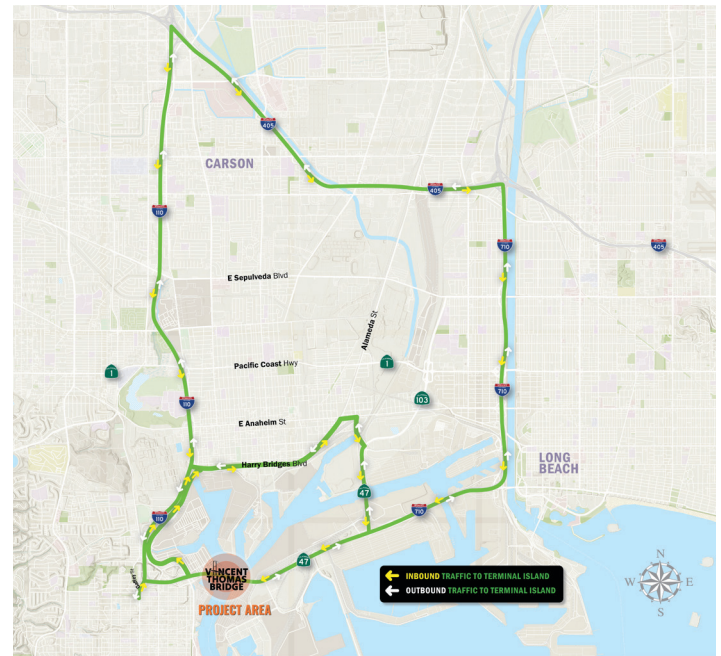 405
CARSON
405
405
110
710
405
E Sepulveda Blvd
Alameda St.
Pacific Coast Hwy
1
1
103
710
110
E Anaheim St
LONG
BEACH
Harry Bridges Blvd
47
710
110
47
VINCENT
THOMAS
BRIDGE
PROJECT AREA
INBOUND TRAFFIC TO TERMINAL ISLAND
OUTBOUND TRAFFIC TO TERMINAL ISLAND
N
W
E
S